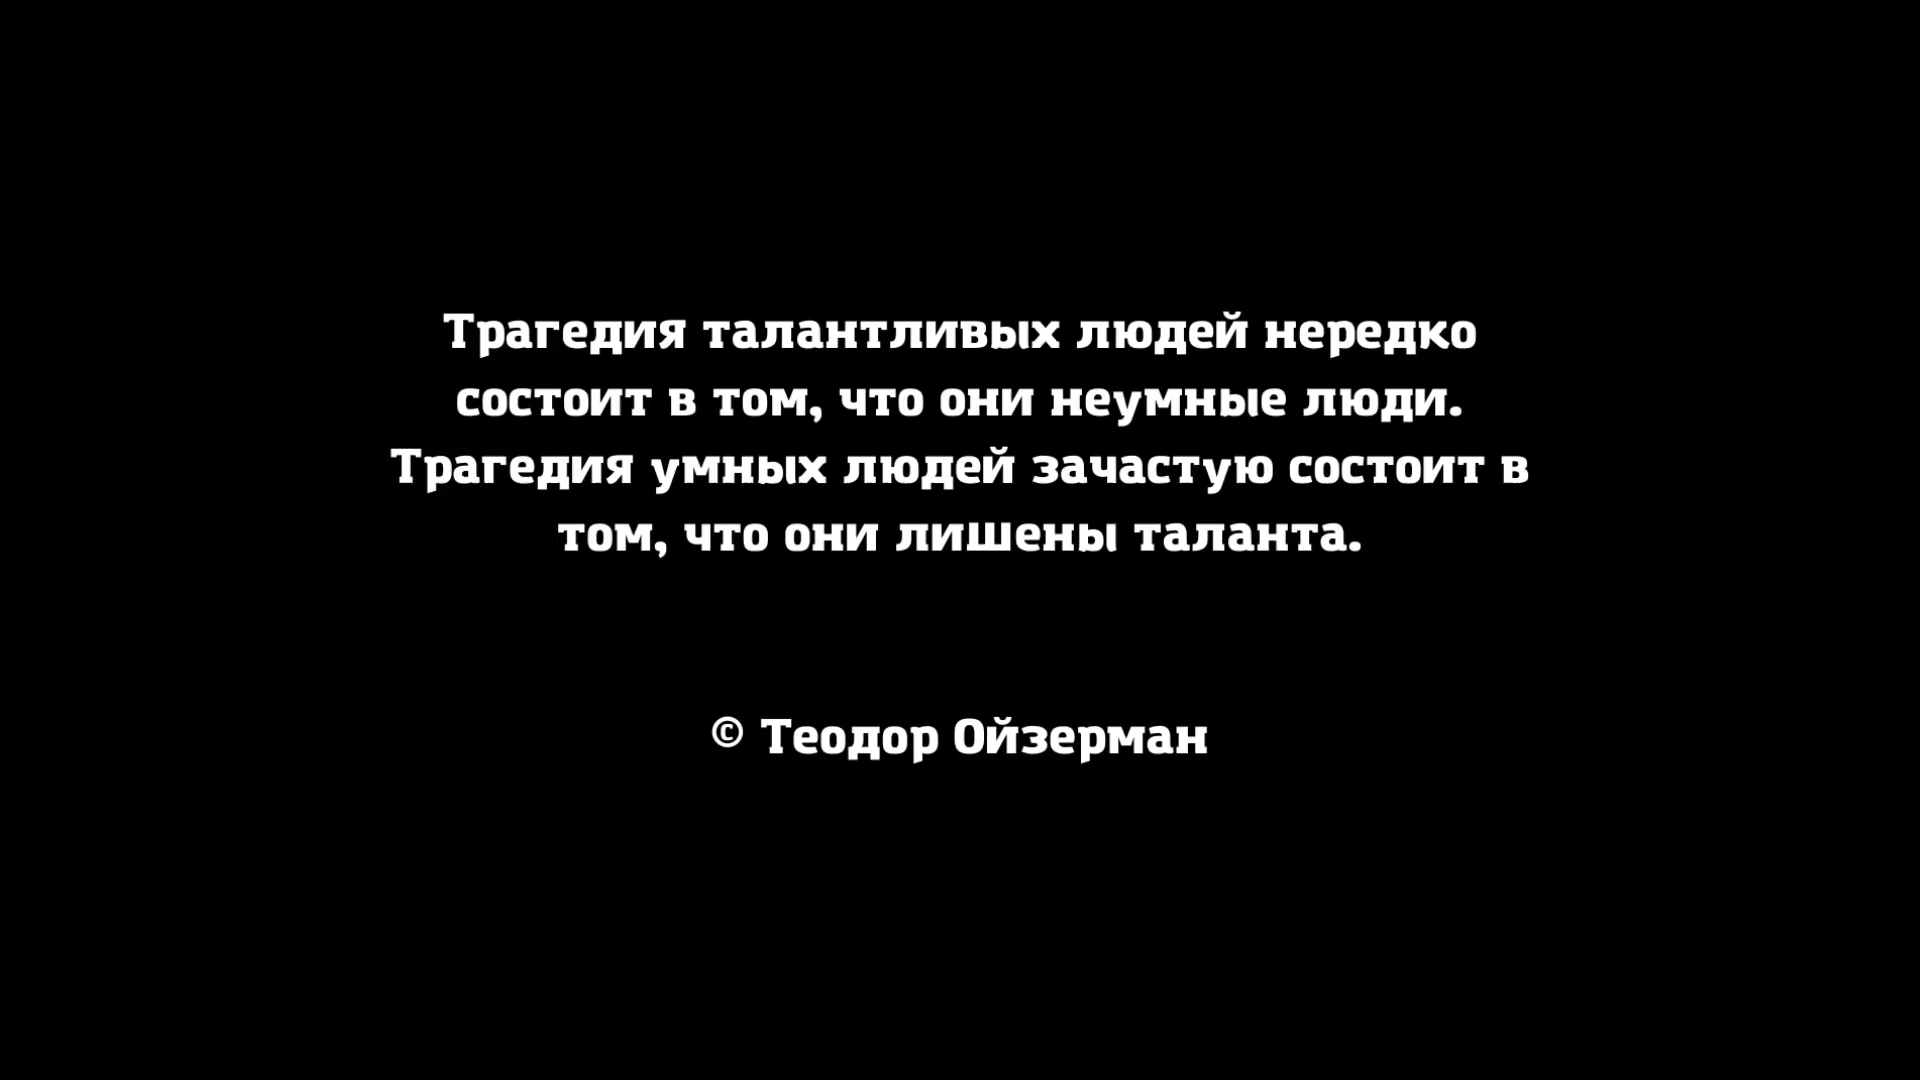 Трагедия талантливых людей нередко
состоит в том, что они неумные люди.
Трагедия умных людей зачастую состоит в
том, что они лишены таланта.
© Теодор Ойзерман